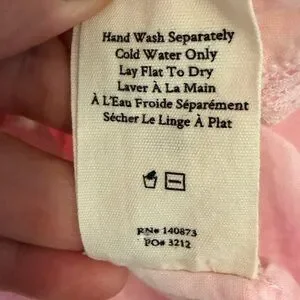 Hand Wash Separately
Cold Water Only
Lay Flat To Dry
Laver À La Main
À L'Eau Froide Séparément
Sécher Le Linge À Plat
RN# 140873
PO# 3212